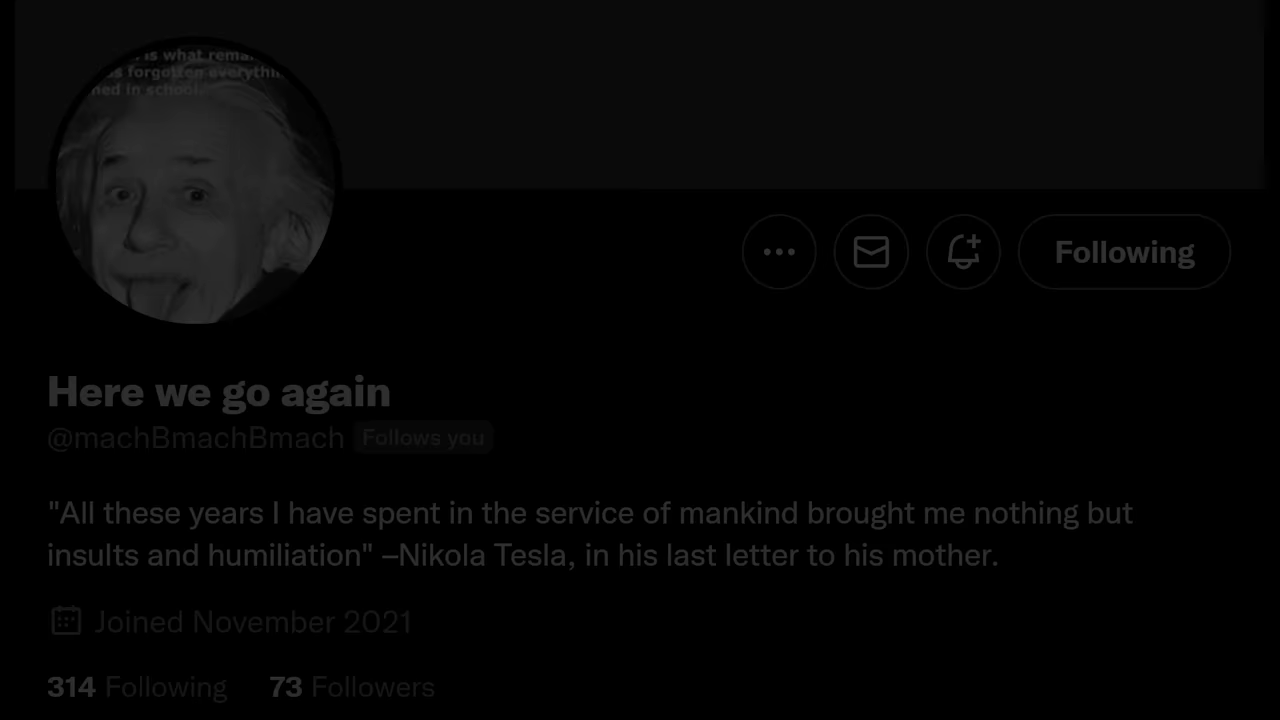 is what rema
s forgotten everythin
ned in school.
Following
Here we go again
@machBmachBmach Follows you
"All these years I have spent in the service of mankind brought me nothing but
insults and humiliation" –Nikola Tesla, in his last letter to his mother.
Joined November 2021
314 Following 73 Followers